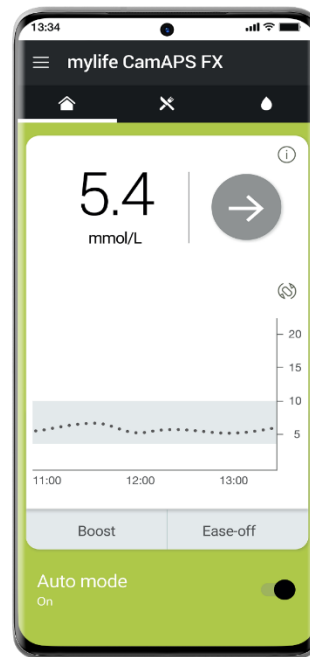 13:34
mylife CamAPS FX
5.4
mmol/L
20
15
10
5
11:00 12:00 13:00
Boost Ease-off
Auto mode
On